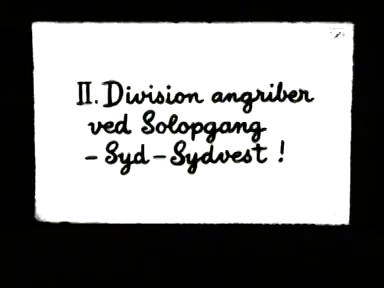 II. Division angriber
ved Solopgang
- Syd - Sydvest !